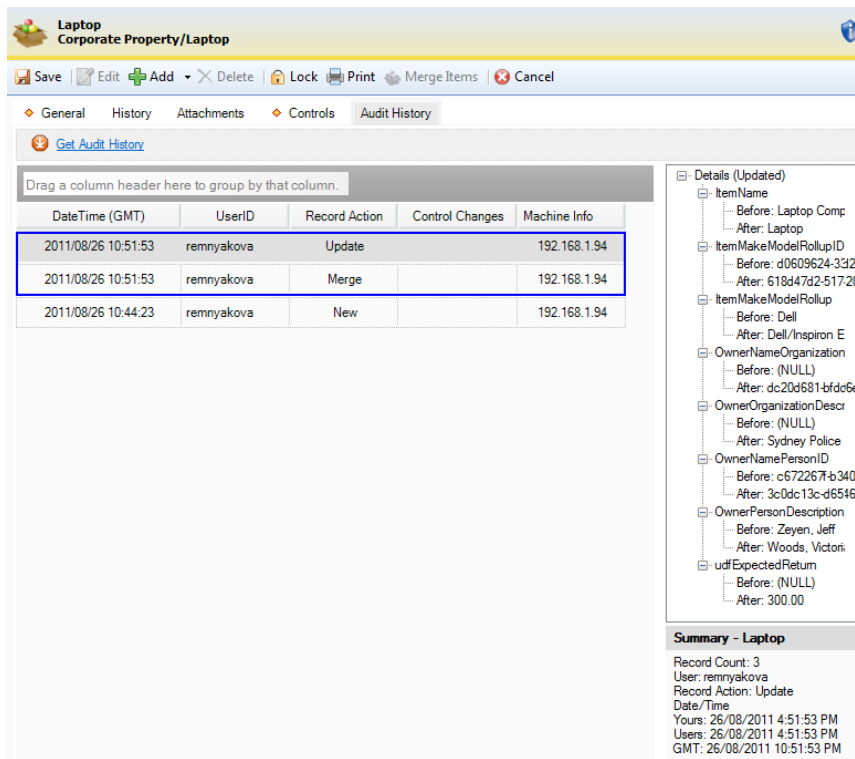 Laptop
Corporate Property/Laptop
Save Edit Add Delete Lock Print Merge Items Cancel
General History Attachments Controls Audit History
Get Audit History
Drag a column header here to group by that column.
DateTime (GMT) UserID Record Action Control Changes Machine Info
2011/08/26 10:51:53 remnyakova Update 192.168.1.94
2011/08/26 10:51:53 remnyakova Merge 192.168.1.94
2011/08/26 10:44:23 remnyakova New 192.168.1.94
Details (Updated)
ItemName
Before: Laptop Comp
After: Laptop
ItemMakeModelRollupID
Before: d0609624-33
After: 618d47d2-517
ItemMakeModelRollup
Before: Dell
After: Dell/Inspiron E
OwnerNameOrganization
Before: (NULL)
After: dc20d681-bfd
OwnerOrganizationDescr
Before: (NULL)
After: Sydney Police
OwnerNamePersonID
Before: c672267f-b340
After: 3c0dc13c-d65
OwnerPersonDescription
Before: Zeyen, Jeff
After: Woods, Victori
udfExpectedReturn
Before: (NULL)
After: 300.00
Summary - Laptop
Record Count: 3
User: remnyakova
Record Action: Update
Date/Time
Yours: 26/08/2011 4:51:53 PM
Users: 26/08/2011 4:51:53 PM
GMT: 26/08/2011 10:51:53 PM